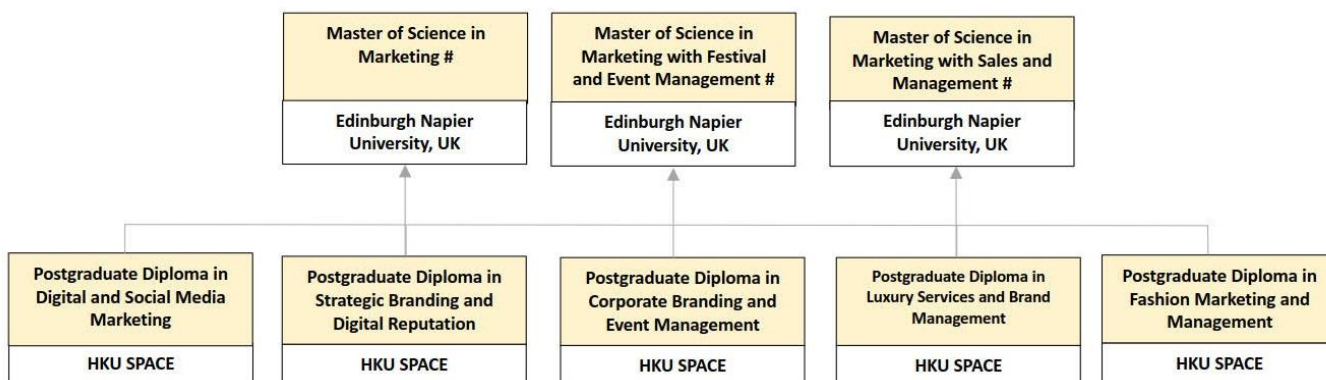 Master of Science in
Marketing #
Edinburgh Napier
University, UK
Master of Science in
Marketing with Festival
and Event Management #
Edinburgh Napier
University, UK
Master of Science in
Marketing with Sales and
Management #
Edinburgh Napier
University, UK
Postgraduate Diploma in
Digital and Social Media
Marketing
HKU SPACE
Postgraduate Diploma in
Strategic Branding and
Digital Reputation
HKU SPACE
Postgraduate Diploma in
Corporate Branding and
Event Management
HKU SPACE
Postgraduate Diploma in
Luxury Services and Brand
Management
HKU SPACE
Postgraduate Diploma in
Fashion Marketing and
Management
HKU SPACE